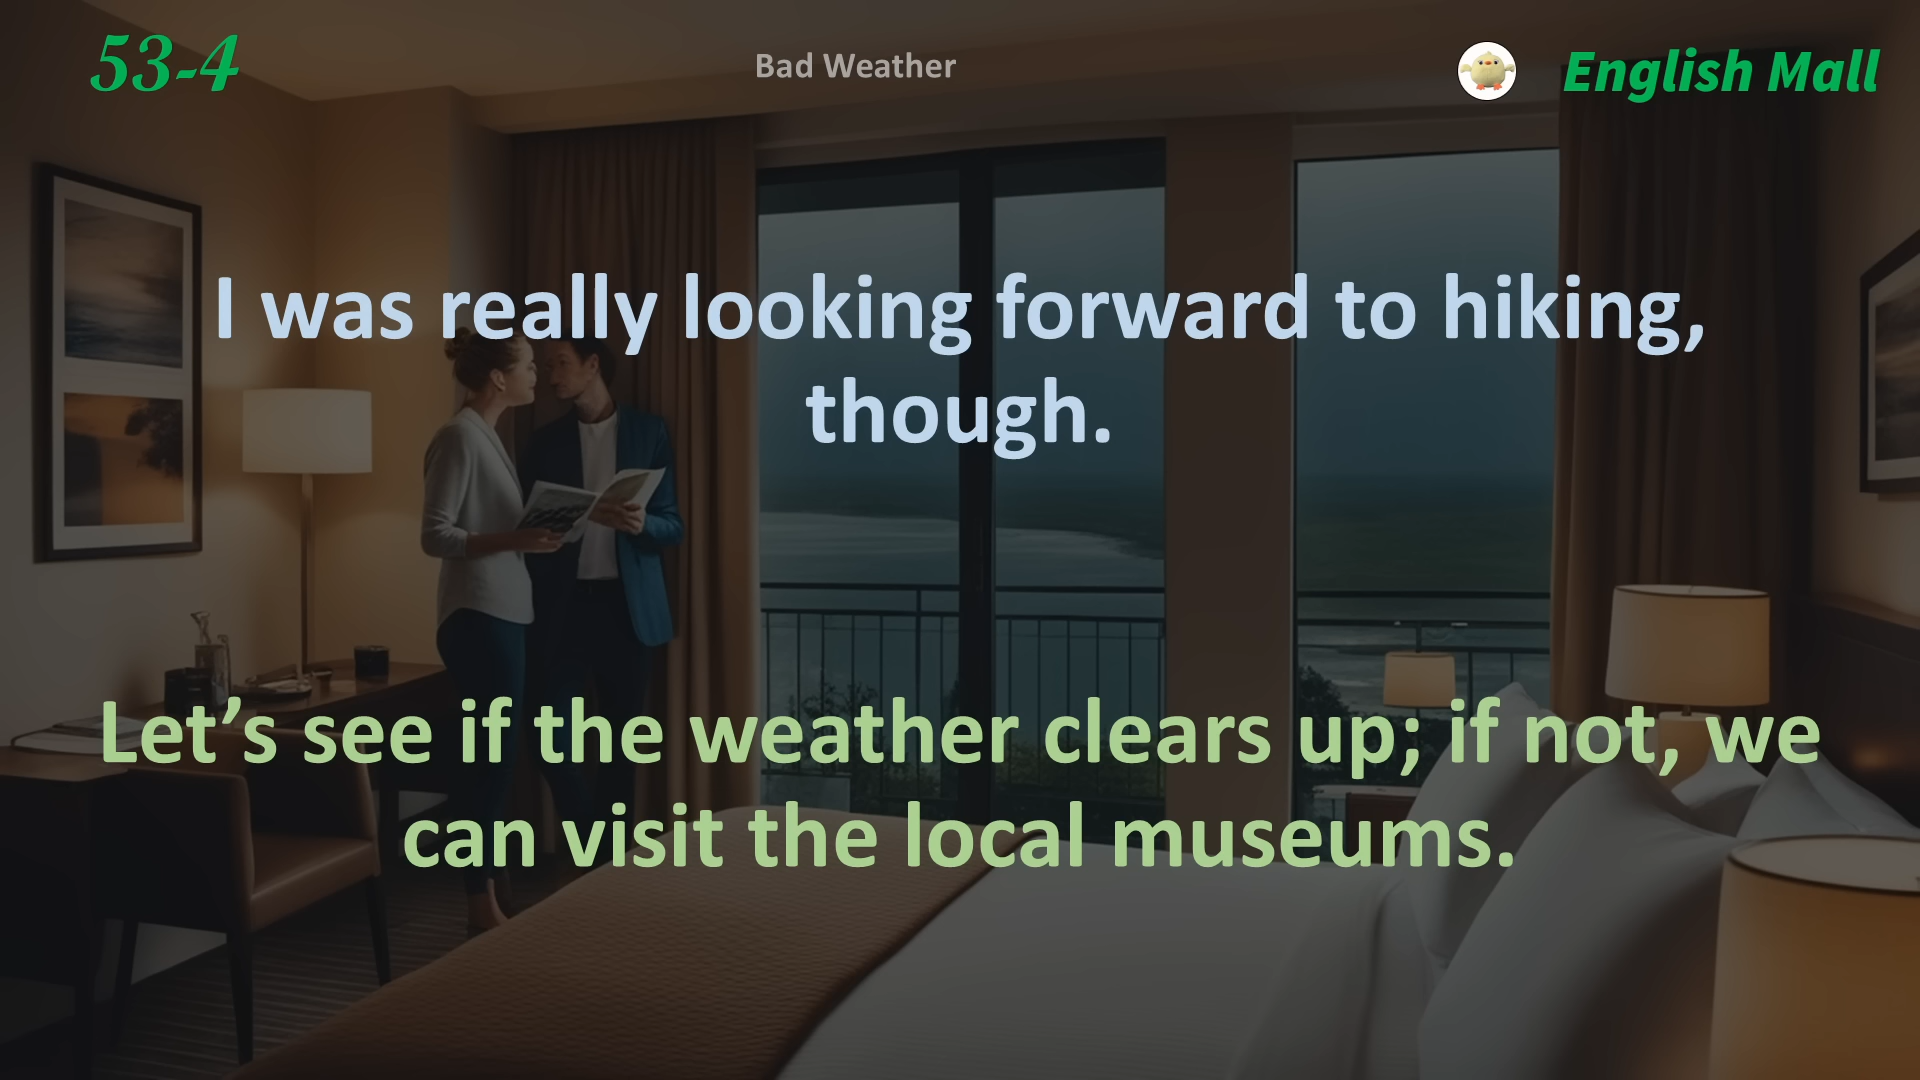 53-4
Bad Weather
English Mall
I was really looking forward to hiking,
though.
Let’s see if the weather clears up; if not, we
can visit the local museums.